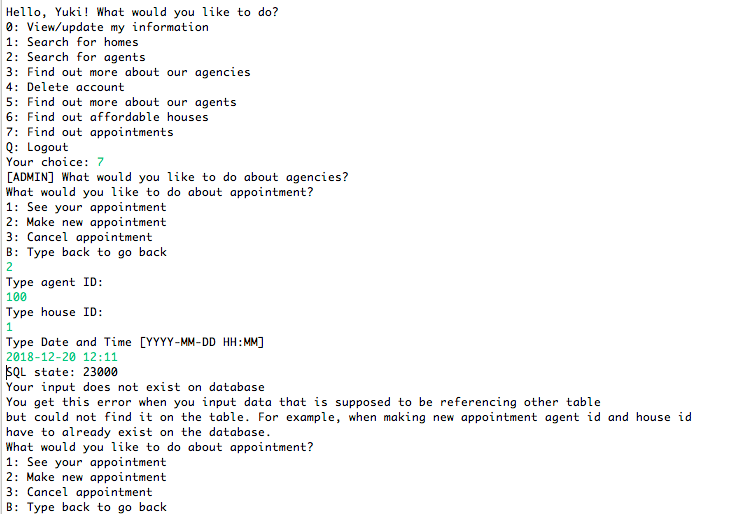 Hello, Yuki! What would you like to do?
0: View/update my information
1: Search for homes
2: Search for agents
3: Find out more about our agencies
4: Delete account
5: Find out more about our agents
6: Find out affordable houses
7: Find out appointments
Q: Logout
Your choice: 7
[ADMIN] What would you like to do about agencies?
What would you like to do about appointment?
1: See your appointment
2: Make new appointment
3: Cancel appointment
B: Type back to go back
2
Type agent ID:
100
Type house ID:
1
Type Date and Time [YYYY-MM-DD HH:MM]
2018-12-20 12:11
SQL state: 23000
Your input does not exist on database
You get this error when you input data that is supposed to be referencing other table
but could not find it on the table. For example, when making new appointment agent id and house id
have to already exist on the database.
What would you like to do about appointment?
1: See your appointment
2: Make new appointment
3: Cancel appointment
B: Type back to go back